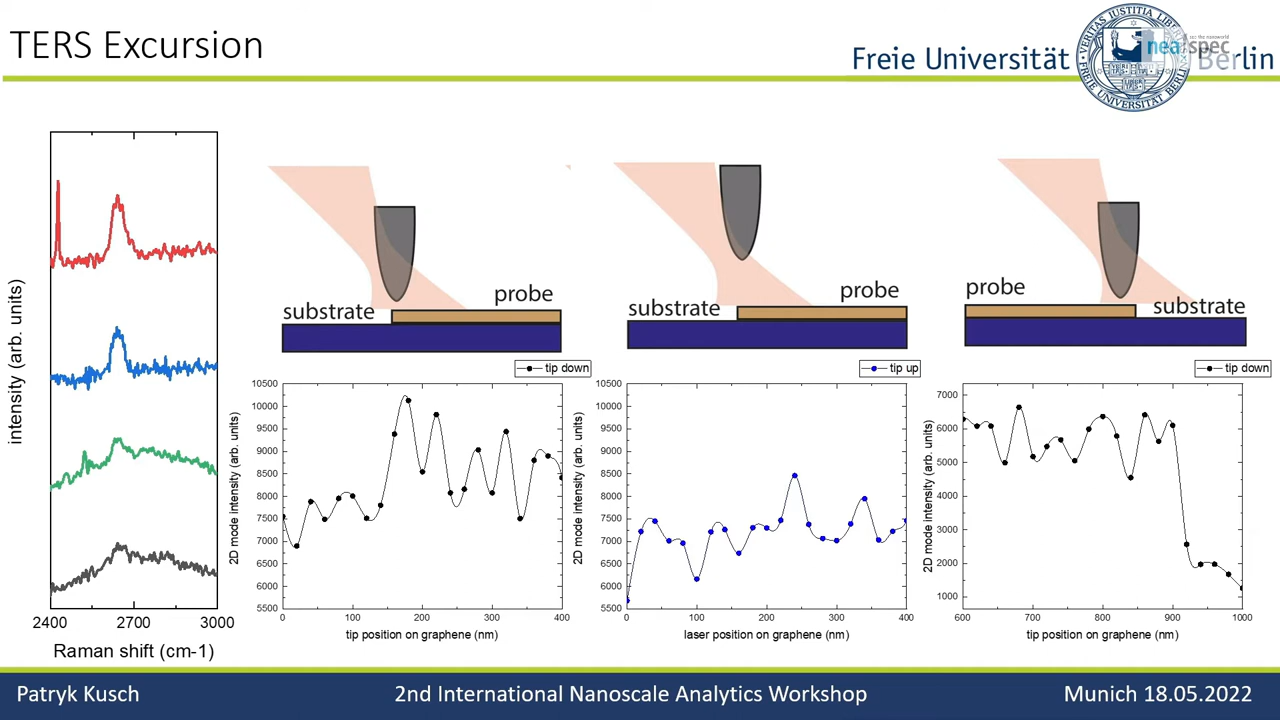 TERS Excursion
Freie Universität Berlin
neaspec
see the nanoworld
intensity (arb. units)
2400 2700 3000
Raman shift (cm-1)
substrate probe
substrate probe
probe substrate
tip down
10500
10000
9500
9000
8500
8000
7500
7000
6500
6000
5500
2D mode intensity (arb. units)
0 100 200 300 400
tip position on graphene (nm)
tip up
10500
10000
9500
9000
8500
8000
7500
7000
6500
6000
5500
2D mode intensity (arb. units)
0 100 200 300 400
laser position on graphene (nm)
tip down
7000
6000
5000
4000
3000
2000
1000
2D mode intensity (arb. units)
600 700 800 900 1000
tip position on graphene (nm)
Patryk Kusch 2nd International Nanoscale Analytics Workshop Munich 18.05.2022